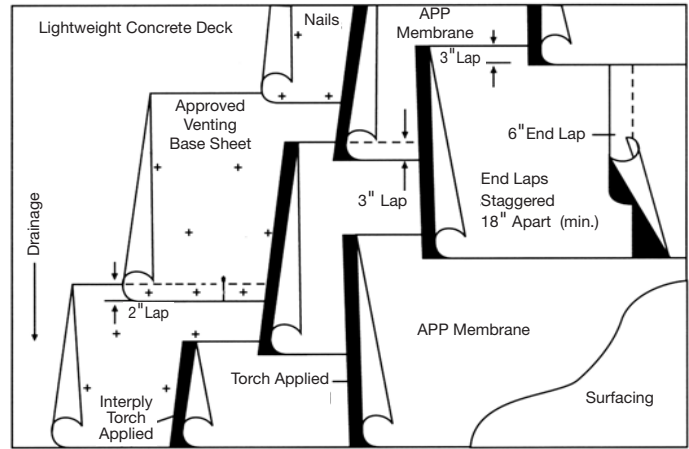 Lightweight Concrete Deck
Nails
APP
Membrane
3" Lap
Approved
Venting
Base Sheet
6" End Lap
3" Lap
End Laps
Staggered
18" Apart (min.)
Drainage
2" Lap
APP Membrane
Torch Applied
Interply
Torch
Applied
Surfacing